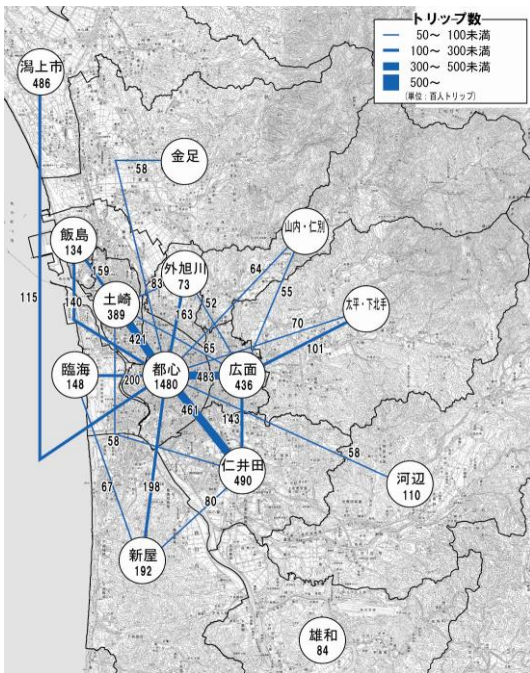 トリップ数
50～ 100未満
100～ 300未満
300～ 500未満
500～
(単位：百人トリップ)
潟上市
486
金足
58
飯島
134
外旭川
73
山内・仁別
159
83
64
土崎
389
52
55
太平・下北手
115
140
163
70
421
65
101
臨海
148
200
都心
1480
483
広面
436
461
143
58
仁井田
490
58
河辺
110
67
198
80
新屋
192
雄和
84